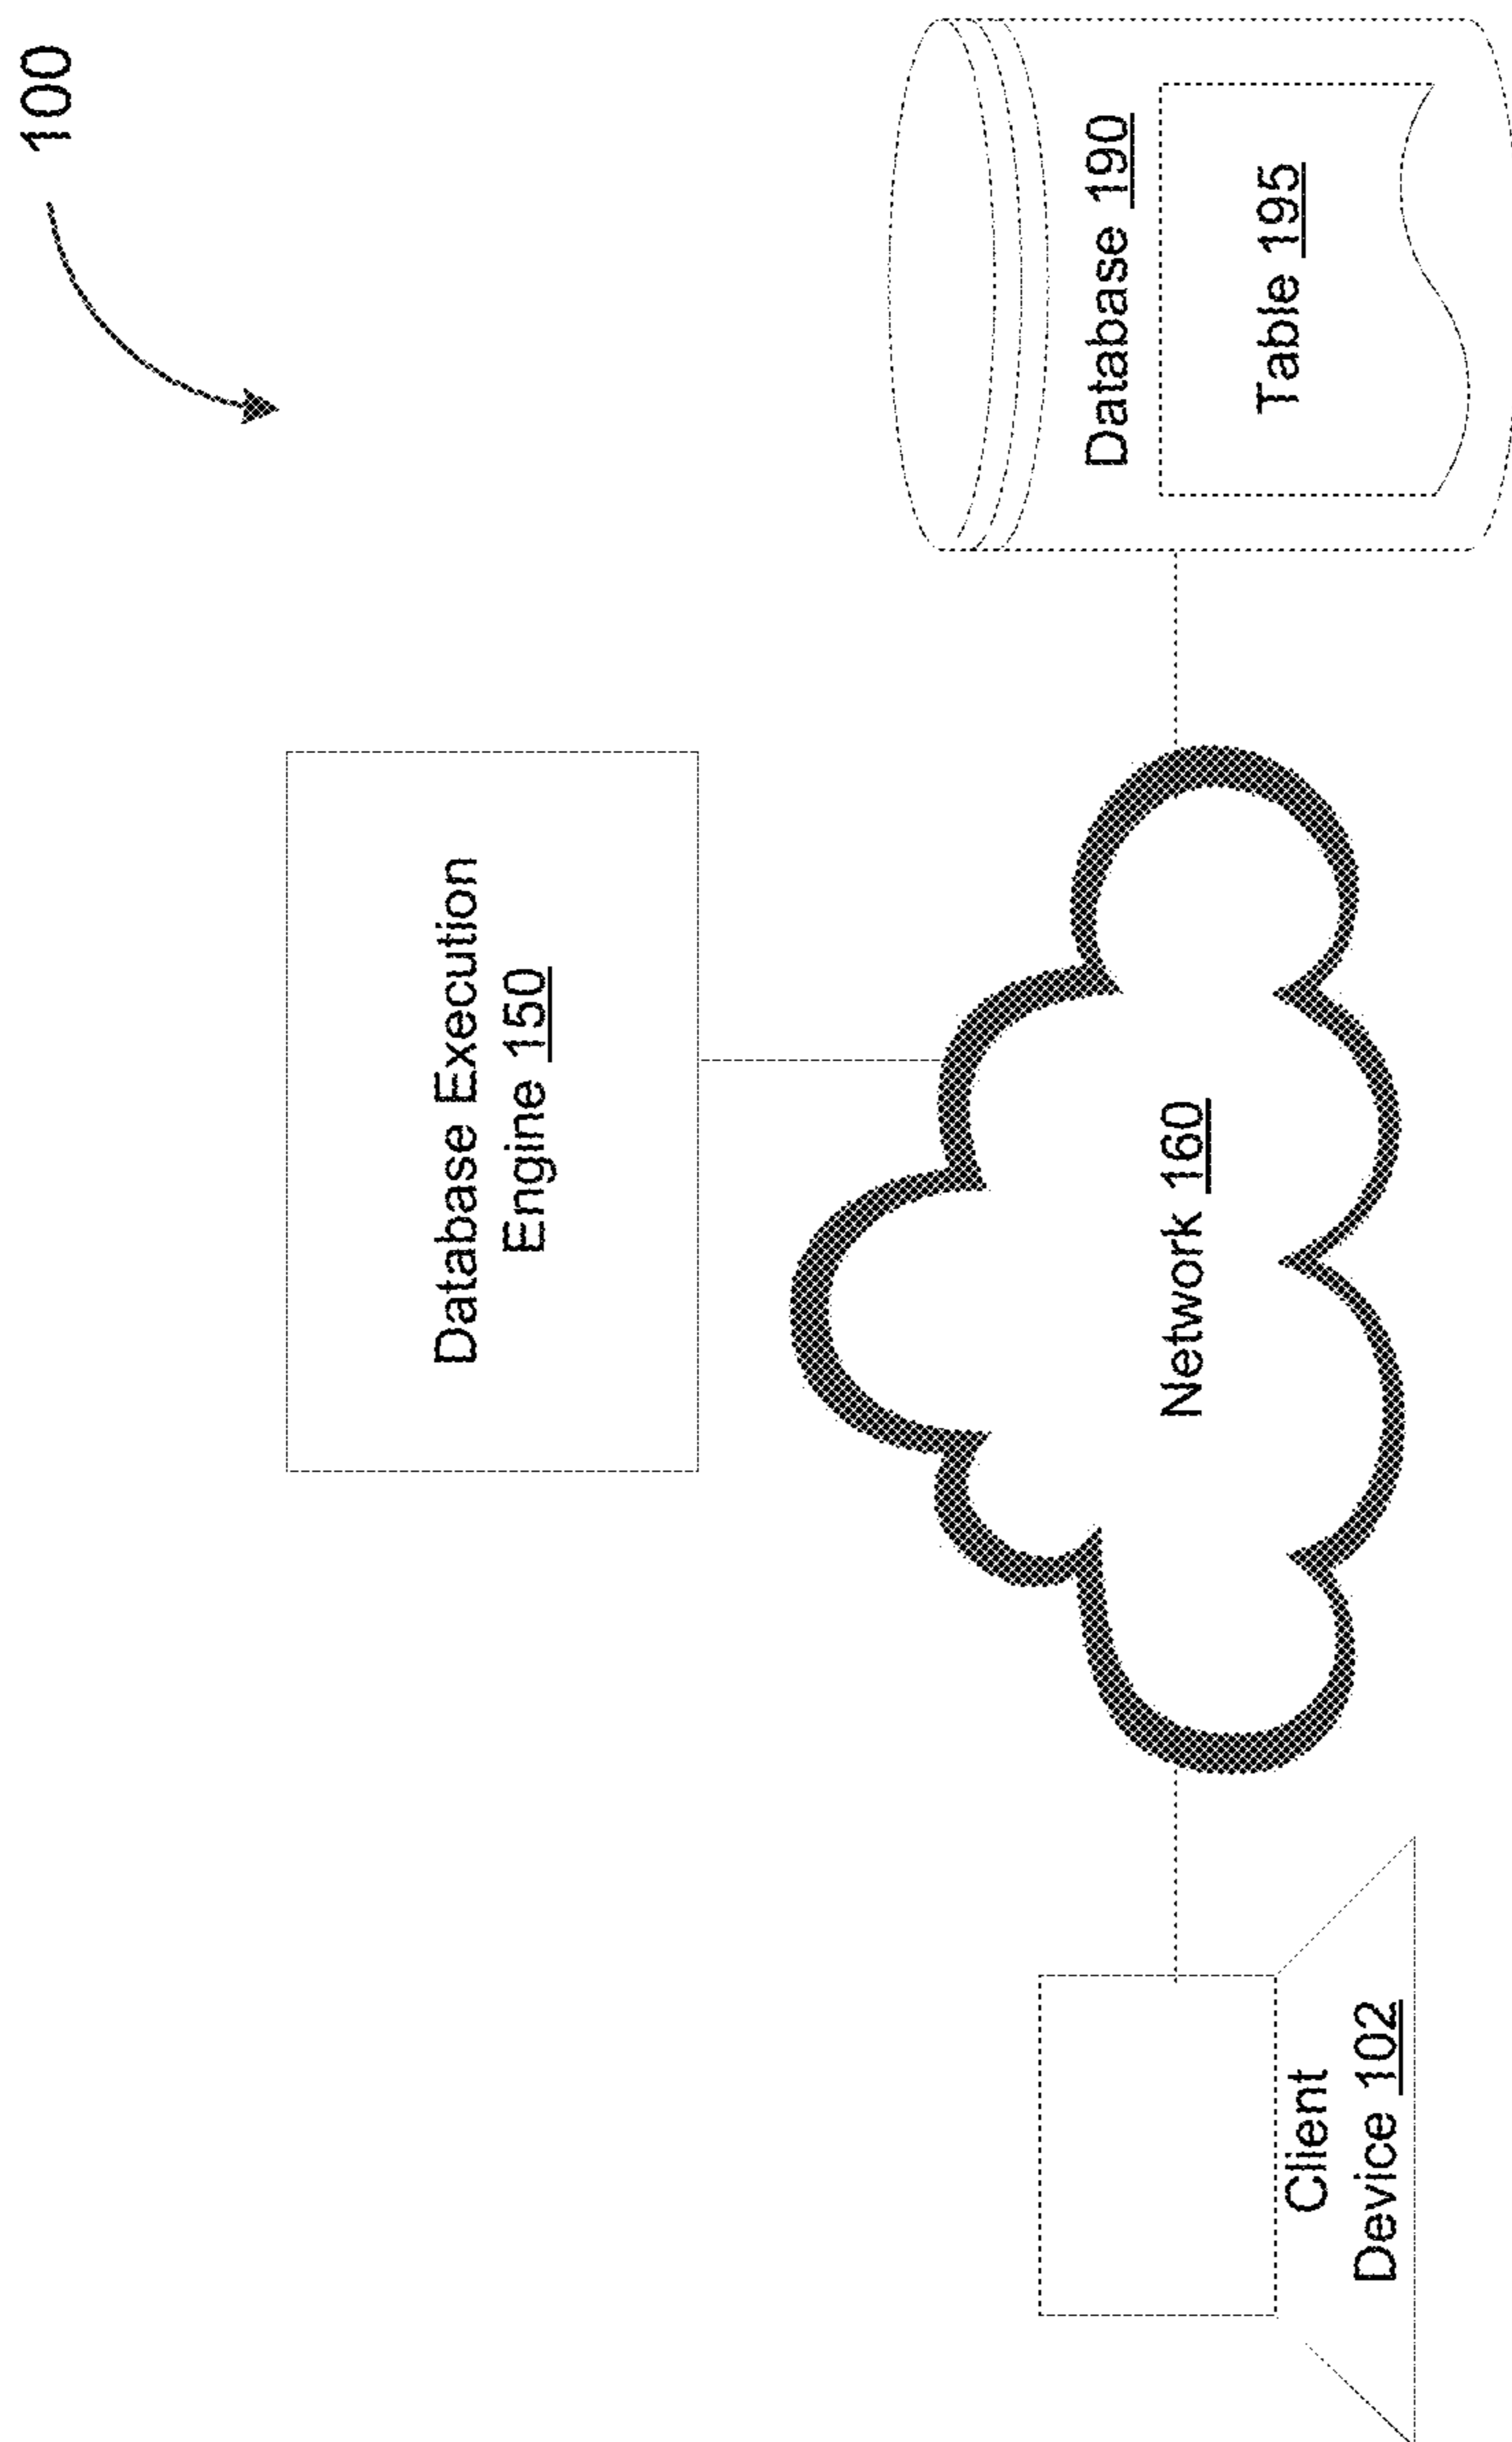 100
Database Execution
Engine 150
Database 190
Table 195
Network 160
Client
Device 102